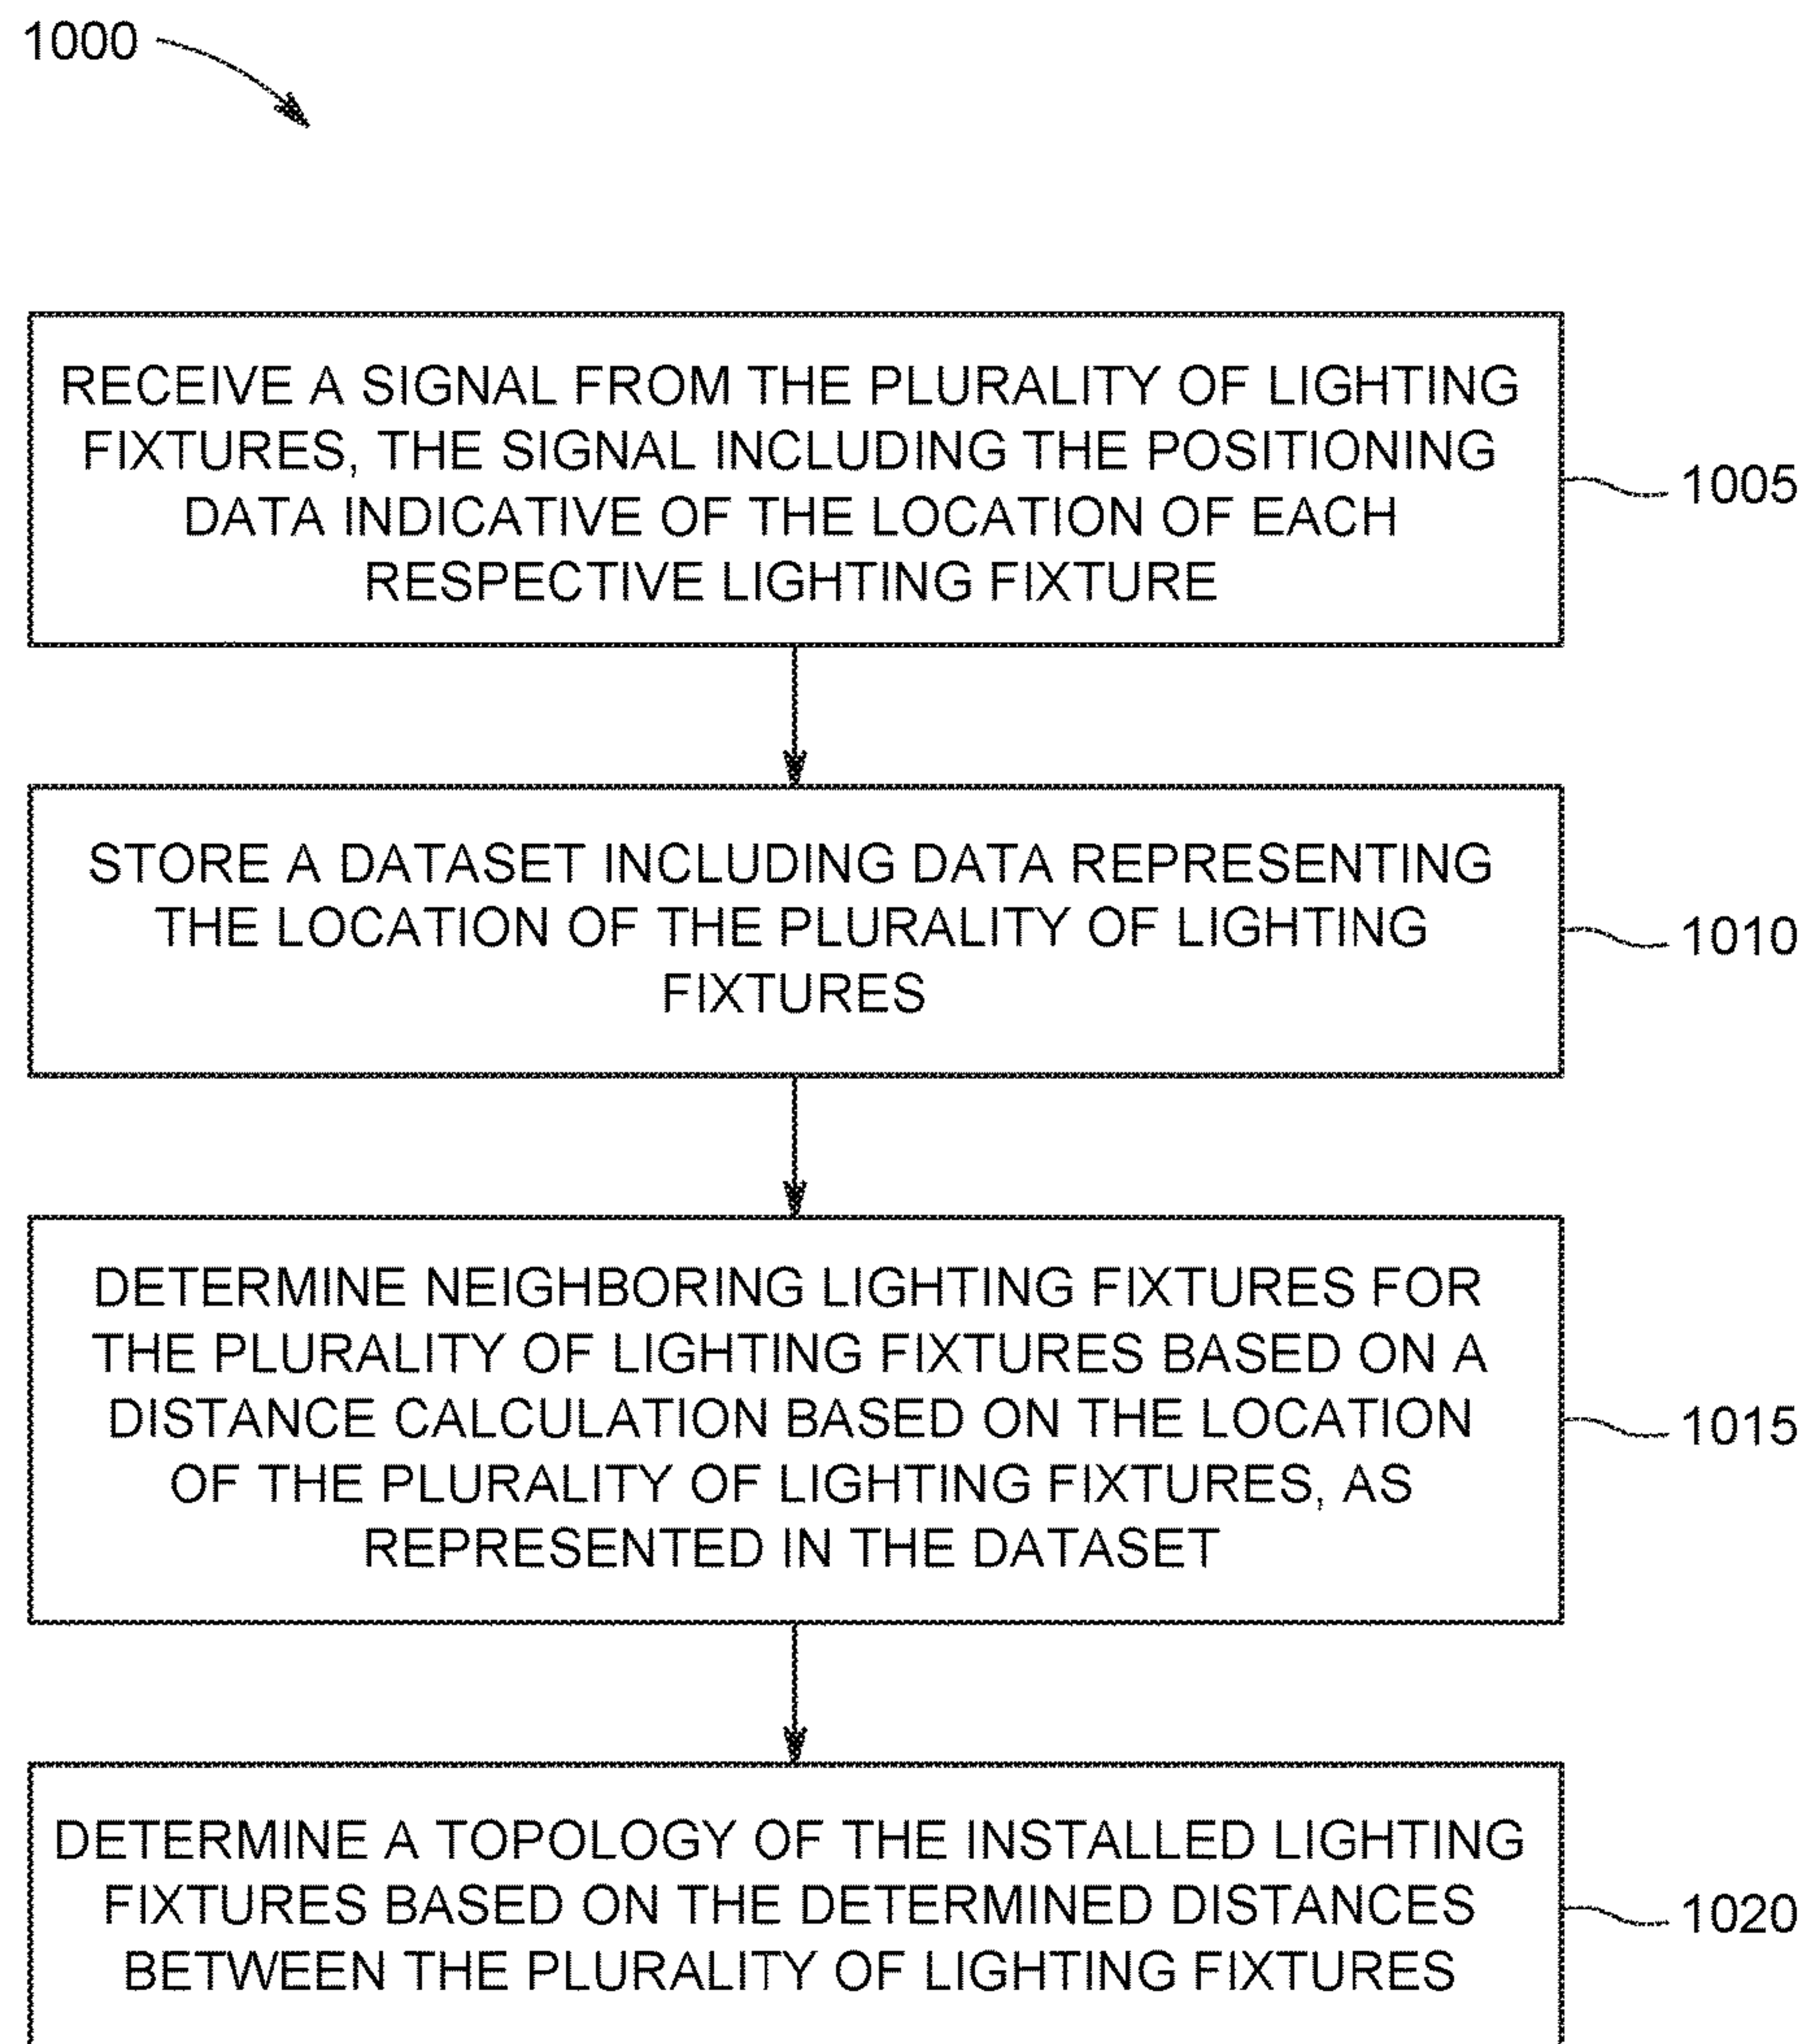 1000
RECEIVE A SIGNAL FROM THE PLURALITY OF LIGHTING
FIXTURES, THE SIGNAL INCLUDING THE POSITIONING
DATA INDICATIVE OF THE LOCATION OF EACH
RESPECTIVE LIGHTING FIXTURE
1005
STORE A DATASET INCLUDING DATA REPRESENTING
THE LOCATION OF THE PLURALITY OF LIGHTING
FIXTURES
1010
DETERMINE NEIGHBORING LIGHTING FIXTURES FOR
THE PLURALITY OF LIGHTING FIXTURES BASED ON A
DISTANCE CALCULATION BASED ON THE LOCATION
OF THE PLURALITY OF LIGHTING FIXTURES, AS
REPRESENTED IN THE DATASET
1015
DETERMINE A TOPOLOGY OF THE INSTALLED LIGHTING
FIXTURES BASED ON THE DETERMINED DISTANCES
BETWEEN THE PLURALITY OF LIGHTING FIXTURES
1020